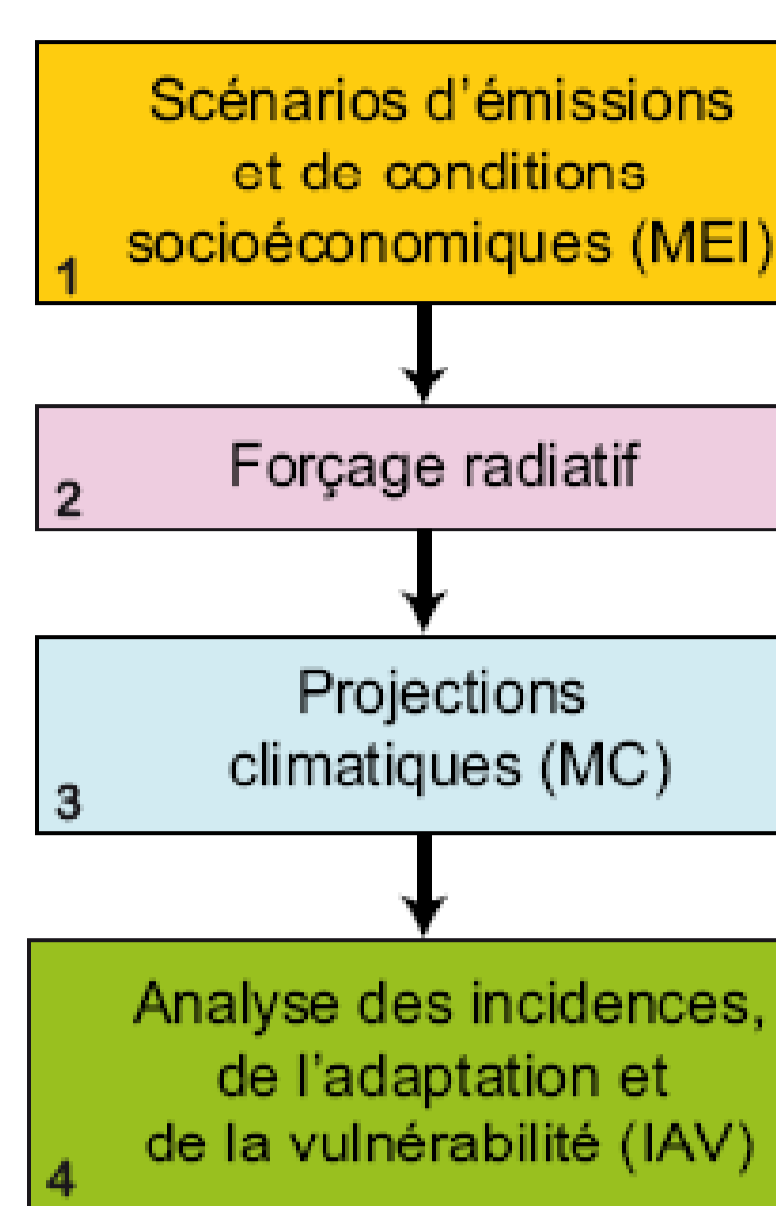 Scénarios d'émissions
et de conditions
socioéconomiques (MEI)
1
Forçage radiatif
2
Projections
climatiques (MC)
3
Analyse des incidences,
de l'adaptation et
de la vulnérabilité (IAV)
4